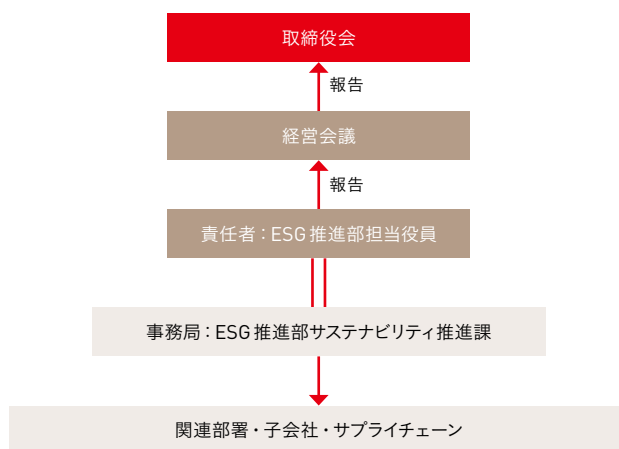 取締役会
報告
経営会議
報告
責任者：ESG推進部担当役員
事務局：ESG推進部サステナビリティ推進課
関連部署・子会社・サプライチェーン